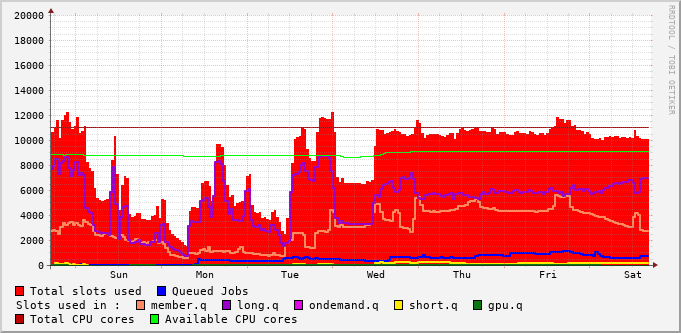 RRDTOOL / TOBI OETIKER
20000
18000
16000
14000
12000
10000
8000
6000
4000
2000
0
Sun Mon Tue Wed Thu Fri Sat
Total slots used Queued Jobs
Slots used in : member.q long.q ondemand.q short.q gpu.q
Total CPU cores Available CPU cores